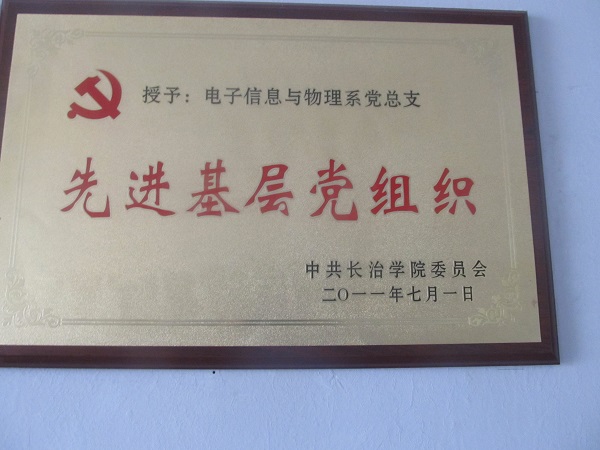 授予：电子信息与物理系党总支
先进基层党组织
中共长治学院委员会
二〇一一年七月一日